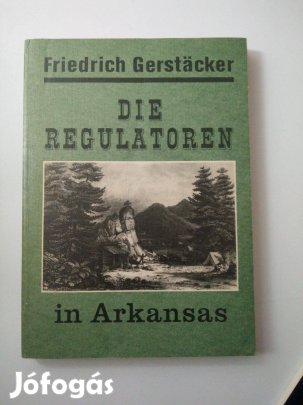 Friedrich Gerstäcker
DIE
REGULATOREN
in Arkansas
Jófogás